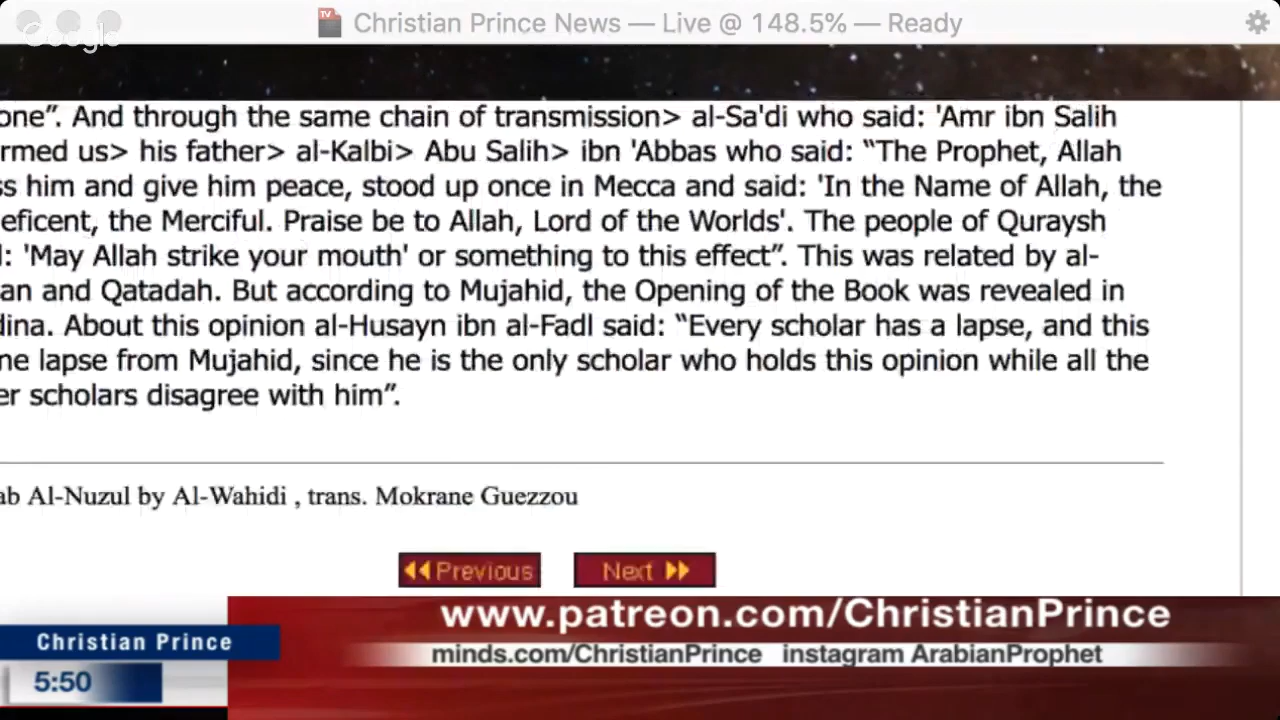 Christian Prince News — Live @ 148.5% — Ready
Google
one”. And through the same chain of transmission> al-Sa'di who said: 'Amr ibn Salih
rmed us> his father> al-Kalbi> Abu Salih> ibn 'Abbas who said: “The Prophet, Allah
ss him and give him peace, stood up once in Mecca and said: 'In the Name of Allah, the
eficent, the Merciful. Praise be to Allah, Lord of the Worlds'. The people of Quraysh
l: 'May Allah strike your mouth' or something to this effect”. This was related by al-
an and Qatadah. But according to Mujahid, the Opening of the Book was revealed in
dina. About this opinion al-Husayn ibn al-Fadl said: “Every scholar has a lapse, and this
ne lapse from Mujahid, since he is the only scholar who holds this opinion while all the
er scholars disagree with him”.
ab Al-Nuzul by Al-Wahidi , trans. Mokrane Guezzou
Previous Next
www.patreon.com/ChristianPrince
Christian Prince
minds.com/ChristianPrince instagram ArabianProphet
5:50